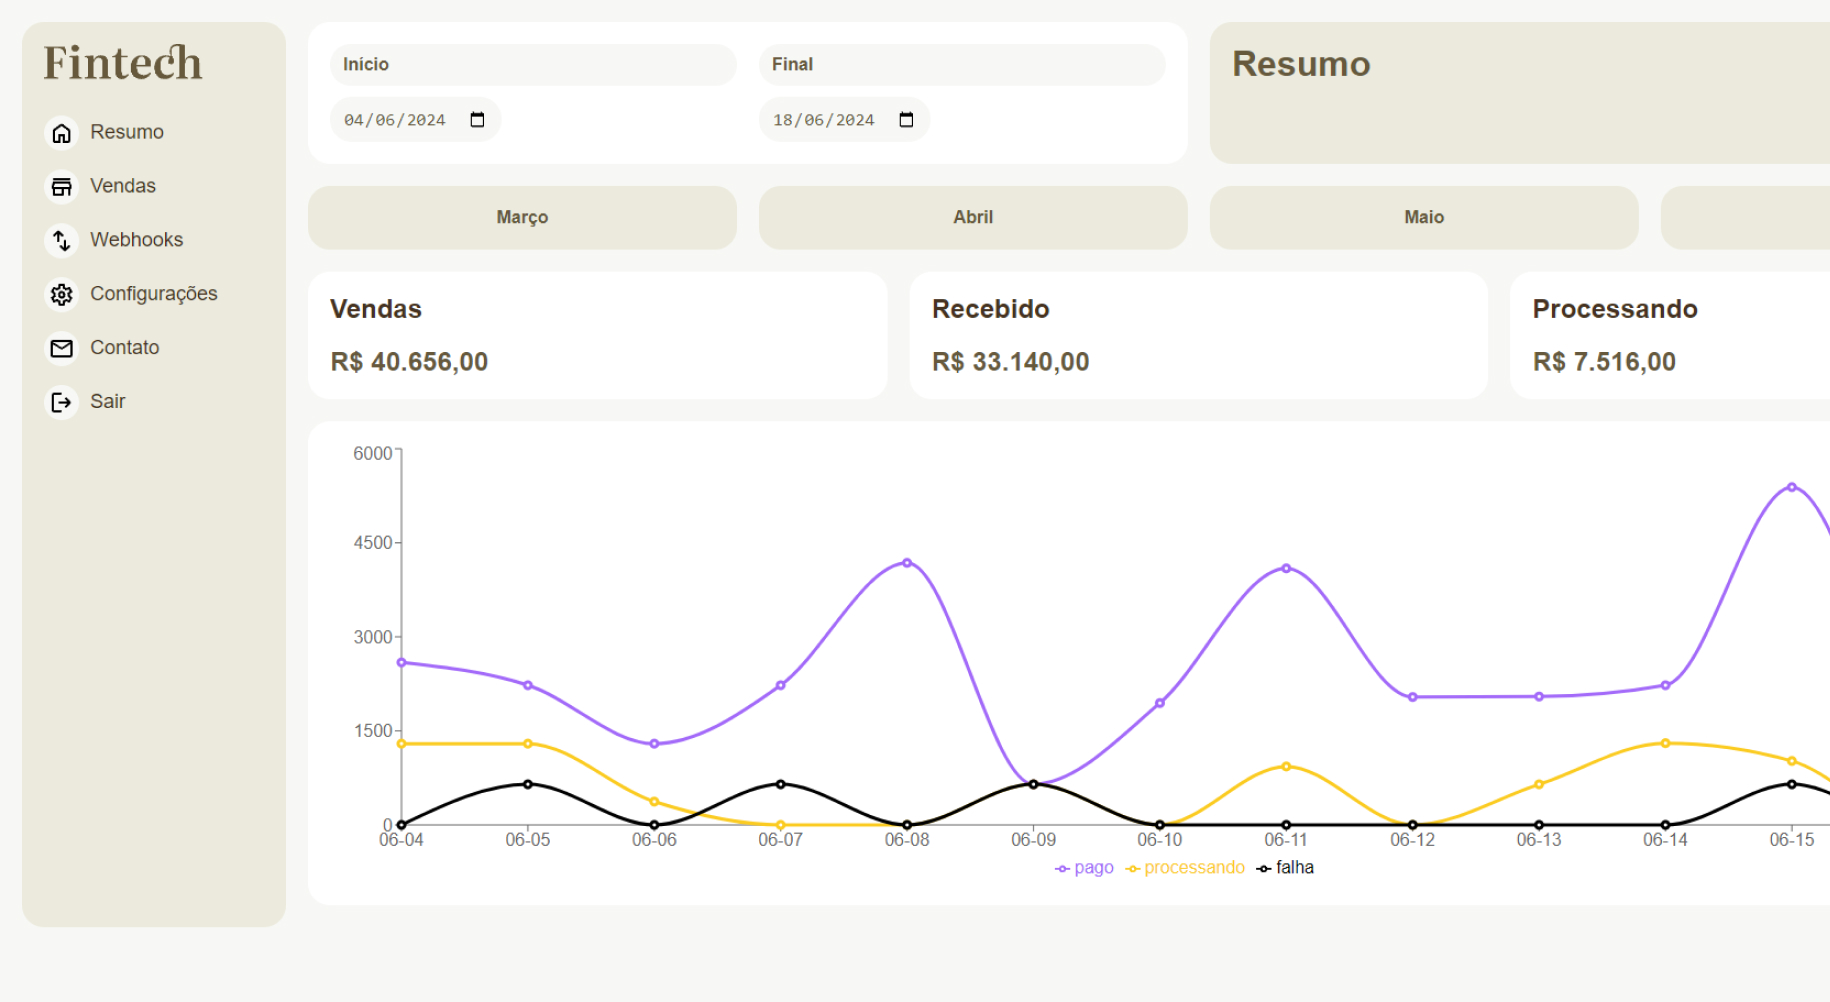 Fintech
Resumo
Vendas
Webhooks
Configurações
Contato
Sair
Início
Final
04/06/2024
18/06/2024
Resumo
Março
Abril
Maio
Vendas
R$ 40.656,00
Recebido
R$ 33.140,00
Processando
R$ 7.516,00
6000
4500
3000
1500
0
06-04 06-05 06-06 06-07 06-08 06-09 06-10 06-11 06-12 06-13 06-14 06-15
pago processando falha